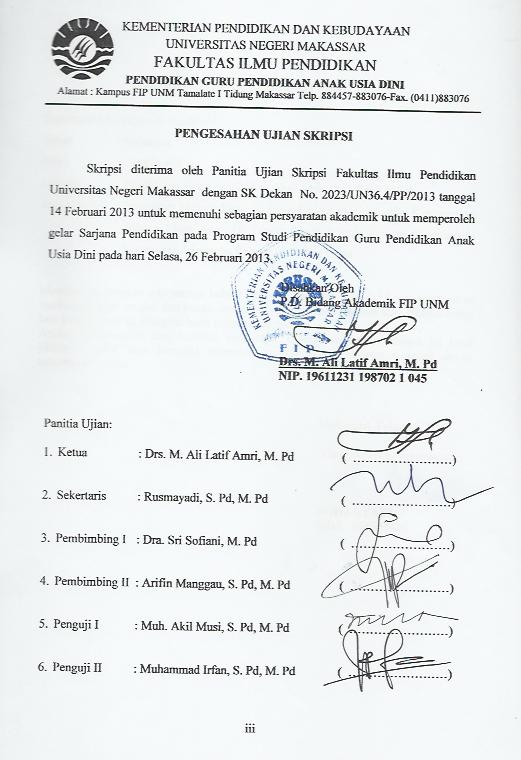 KEMENTERIAN PENDIDIKAN DAN KEBUDAYAAN
UNIVERSITAS NEGERI MAKASSAR
FAKULTAS ILMU PENDIDIKAN
PENDIDIKAN GURU PENDIDIKAN ANAK USIA DINI
Alamat : Kampus FIP UNM Tamalate I Tidung Makassar Telp. 884457-883076-Fax. (0411)883076
PENGESAHAN UJIAN SKRIPSI
Skripsi diterima oleh Panitia Ujian Skripsi Fakultas Ilmu Pendidikan
Universitas Negeri Makassar dengan SK Dekan No. 2023/UN36.4/PP/2013 tanggal
14 Februari 2013 untuk memenuhi sebagian persyaratan akademik untuk memperoleh
gelar Sarjana Pendidikan pada Program Studi Pendidikan Guru Pendidikan Anak
Usia Dini pada hari Selasa, 26 Februari 2013.
KEMENTERIAN PENDIDIKAN DAN KEBUDAYAAN
UNIVERSITAS NEGERI MAKASSAR
FIP
Disahkan Oleh
P.D. Bidang Akademik FIP UNM
Drs. M. Ali Latif Amri, M. Pd
NIP. 19611231 198702 1 045
Panitia Ujian:
1. Ketua : Drs. M. Ali Latif Amri, M. Pd (....................)
2. Sekertaris : Rusmayadi, S. Pd, M. Pd (....................)
3. Pembimbing I : Dra. Sri Sofiani, M. Pd (....................)
4. Pembimbing II : Arifin Manggau, S. Pd, M. Pd (....................)
5. Penguji I : Muh. Akil Musi, S. Pd, M. Pd (....................)
6. Penguji II : Muhammad Irfan, S. Pd, M. Pd (....................)
iii